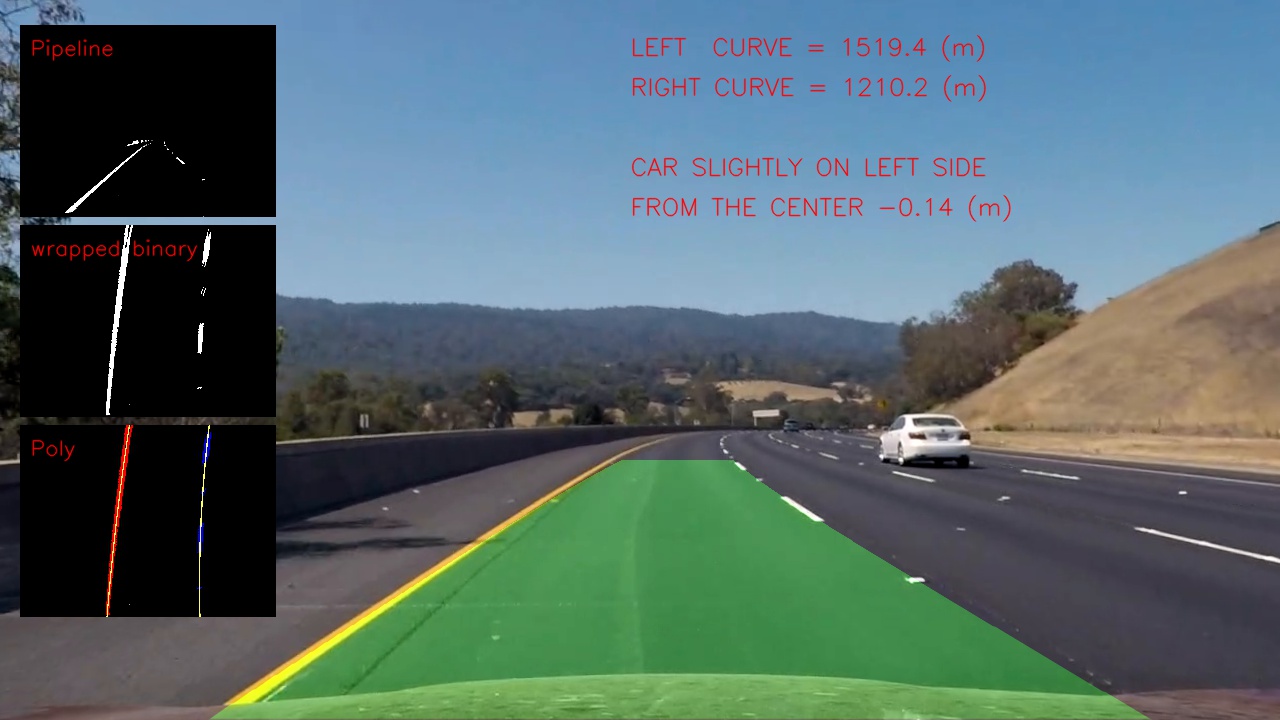 Pipeline
wrapped binary
Poly
LEFT CURVE = 1519.4 (m)
RIGHT CURVE = 1210.2 (m)
CAR SLIGHTLY ON LEFT SIDE
FROM THE CENTER -0.14 (m)